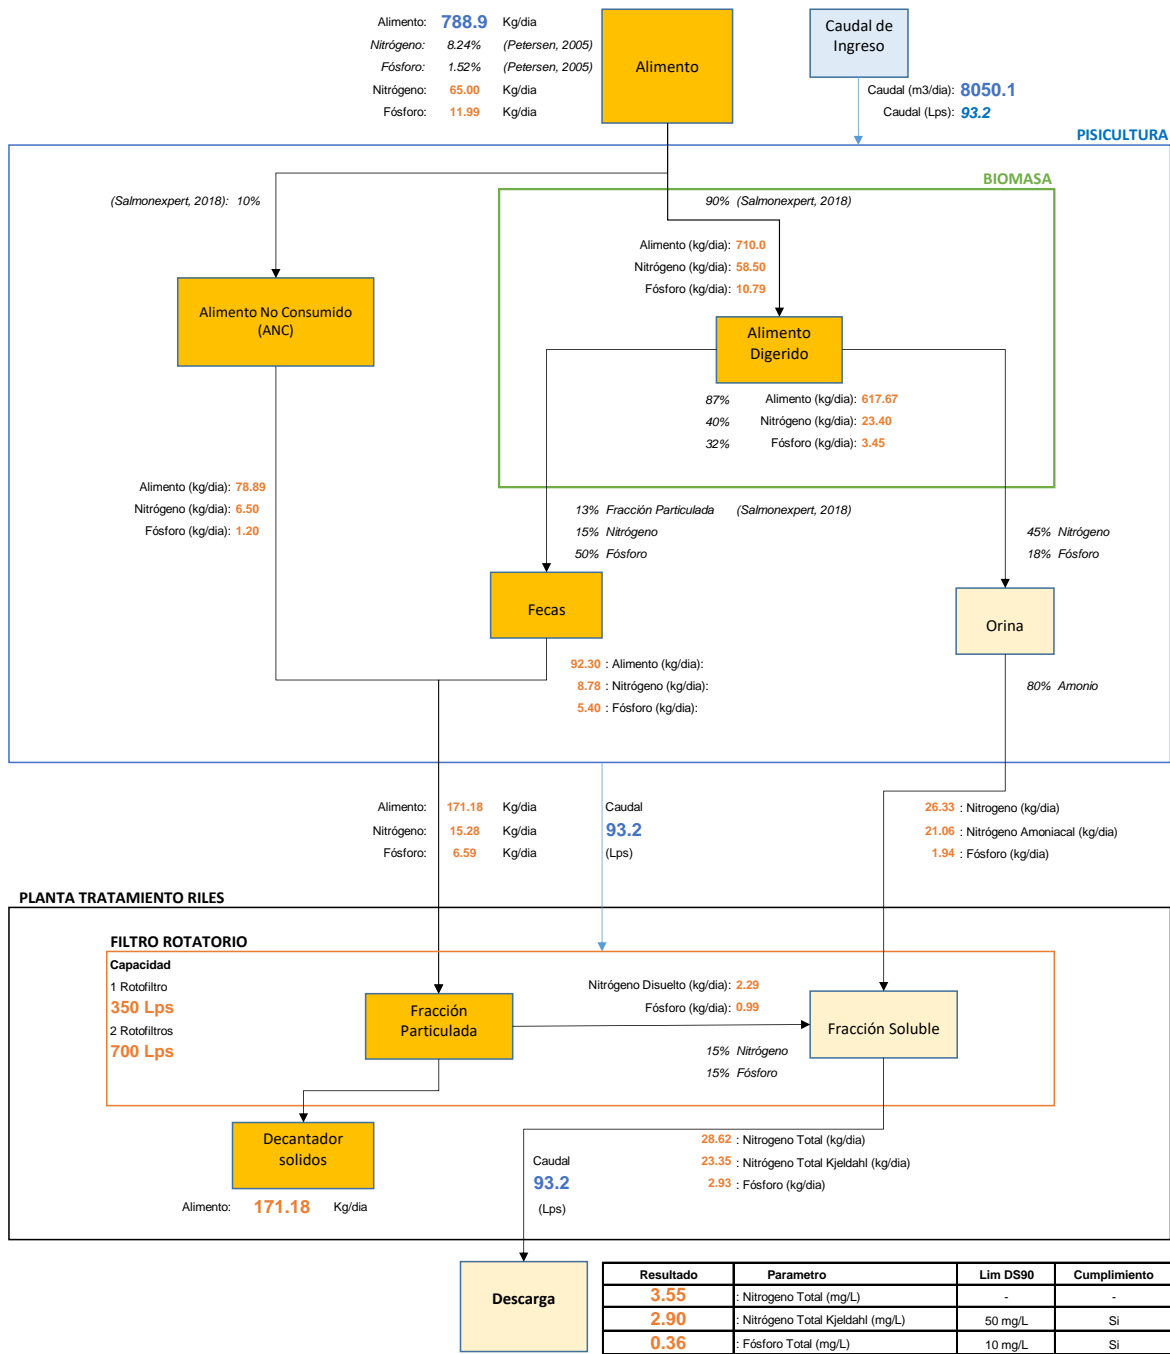 Alimento: 788.9 Kg/dia
Nitrógeno: 8.24% (Petersen, 2005)
Fósforo: 1.52% (Petersen, 2005)
Nitrógeno: 65.00 Kg/dia
Fósforo: 11.99 Kg/dia
Alimento
Caudal de
Ingreso
Caudal (m3/dia): 8050.1
Caudal (Lps): 93.2
PISICULTURA
BIOMASA
(Salmonexpert, 2018): 10%
90% (Salmonexpert, 2018)
Alimento (kg/dia): 710.0
Nitrógeno (kg/dia): 58.50
Fósforo (kg/dia): 10.79
Alimento No Consumido
(ANC)
Alimento
Digerido
87% Alimento (kg/dia): 617.67
40% Nitrógeno (kg/dia): 23.40
32% Fósforo (kg/dia): 3.45
Alimento (kg/dia): 78.89
Nitrógeno (kg/dia): 6.50
Fósforo (kg/dia): 1.20
13% Fracción Particulada (Salmonexpert, 2018)
15% Nitrógeno
50% Fósforo
45% Nitrógeno
18% Fósforo
Fecas
Orina
92.30 : Alimento (kg/dia):
8.78 : Nitrógeno (kg/dia):
5.40 : Fósforo (kg/dia):
80% Amonio
Alimento: 171.18 Kg/dia
Nitrógeno: 15.28 Kg/dia
Fósforo: 6.59 Kg/dia
Caudal
93.2
(Lps)
26.33 : Nitrogeno (kg/dia)
21.06 : Nitrógeno Amoniacal (kg/dia)
1.94 : Fósforo (kg/dia)
PLANTA TRATAMIENTO RILES
FILTRO ROTATORIO
Capacidad
1 Rotofiltro
350 Lps
2 Rotofiltros
700 Lps
Fracción
Particulada
Nitrógeno Disuelto (kg/dia): 2.29
Fósforo (kg/dia): 0.99
15% Nitrógeno
15% Fósforo
Fracción Soluble
Decantador
solidos
Alimento: 171.18 Kg/dia
Caudal
93.2
(Lps)
28.62 : Nitrogeno Total (kg/dia)
23.35 : Nitrógeno Total Kjeldahl (kg/dia)
2.93 : Fósforo (kg/dia)
Descarga
Resultado Parametro Lim DS90 Cumplimiento
3.55 : Nitrogeno Total (mg/L) - -
2.90 : Nitrógeno Total Kjeldahl (mg/L) 50 mg/L Si
0.36 : Fósforo Total (mg/L) 10 mg/L Si